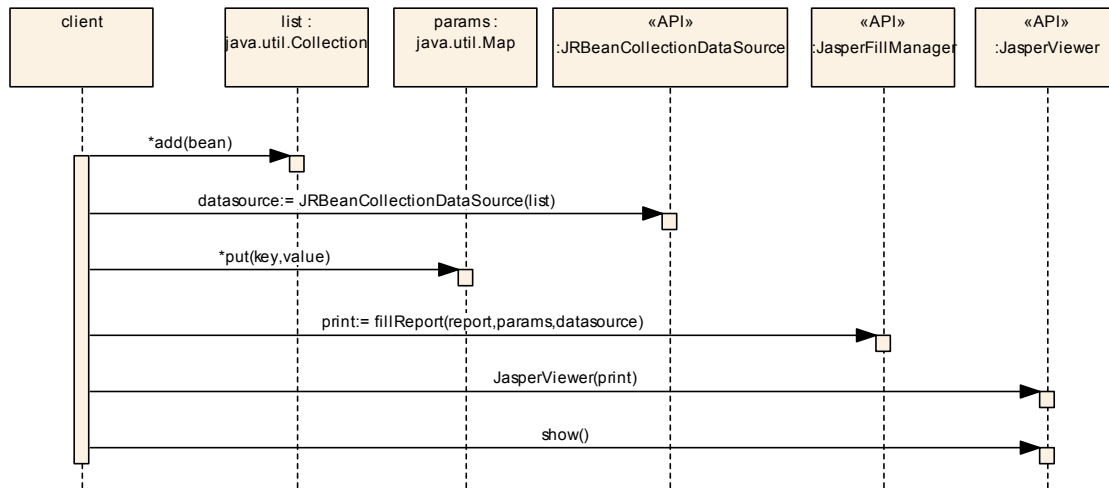 client
list :
java.util.Collection
params :
java.util.Map
«API»
:JRBeanCollectionDataSource
«API»
:JasperFillManager
«API»
:JasperViewer
*add(bean)
datasource:= JRBeanCollectionDataSource(list)
*put(key,value)
print:= fillReport(report,params,datasource)
JasperViewer(print)
show()